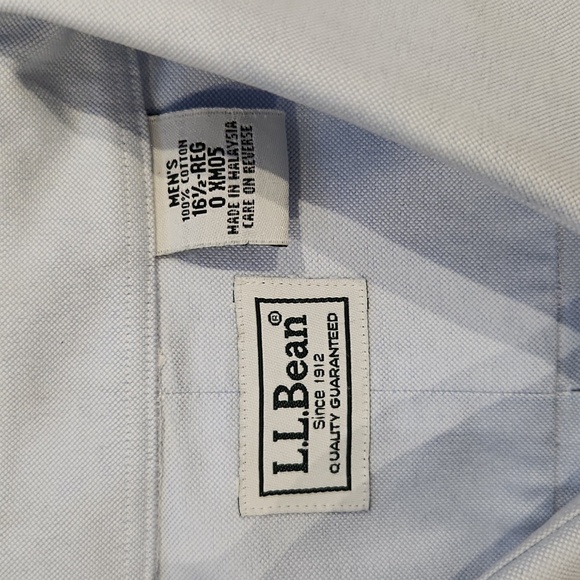 MEN'S
100% COTTON
16½-REG
0 XM05
MADE IN MALAYSIA
CARE ON REVERSE
L.L.Bean®
Since 1912
QUALITY GUARANTEED